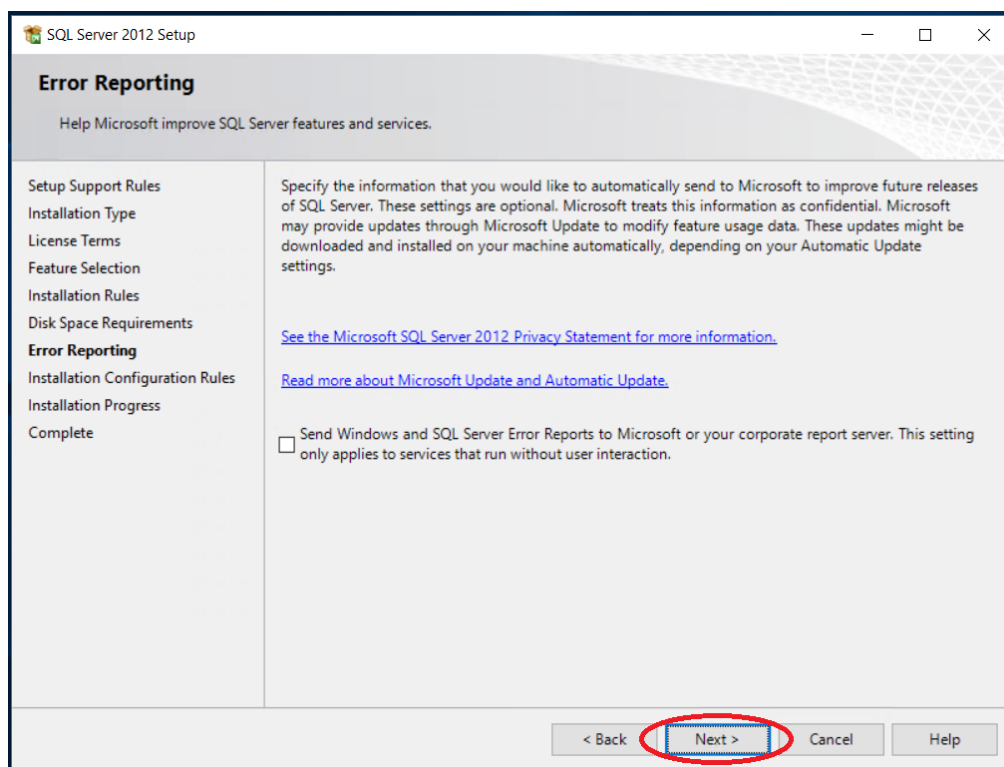 SQL Server 2012 Setup
Error Reporting
Help Microsoft improve SQL Server features and services.
Setup Support Rules
Installation Type
License Terms
Feature Selection
Installation Rules
Disk Space Requirements
Error Reporting
Installation Configuration Rules
Installation Progress
Complete
Specify the information that you would like to automatically send to Microsoft to improve future releases
of SQL Server. These settings are optional. Microsoft treats this information as confidential. Microsoft
may provide updates through Microsoft Update to modify feature usage data. These updates might be
downloaded and installed on your machine automatically, depending on your Automatic Update
settings.
See the Microsoft SQL Server 2012 Privacy Statement for more information.
Read more about Microsoft Update and Automatic Update.
Send Windows and SQL Server Error Reports to Microsoft or your corporate report server. This setting
only applies to services that run without user interaction.
< Back Next > Cancel Help